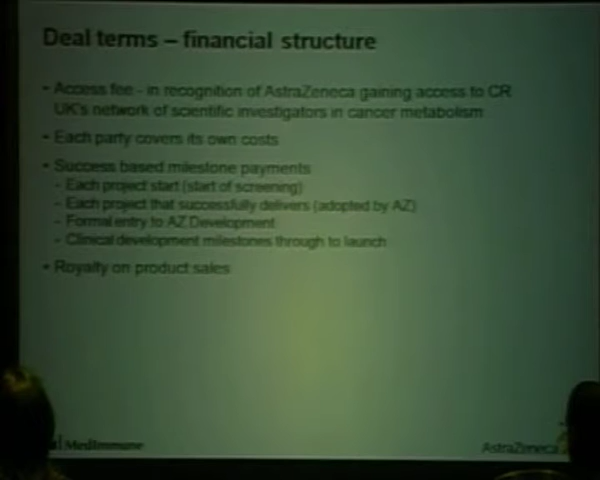 Deal terms – financial structure
• Access fee - in recognition of AstraZeneca gaining access to CR
UK's network of scientific investigators in cancer metabolism
• Each party covers its own costs
• Success based milestone payments
– Each project start (start of screening)
– Each project that successfully delivers (adopted by AZ)
– Formal entry to AZ Development
– Clinical development milestones through to launch
• Royalty on product sales
MedImmune
AstraZeneca